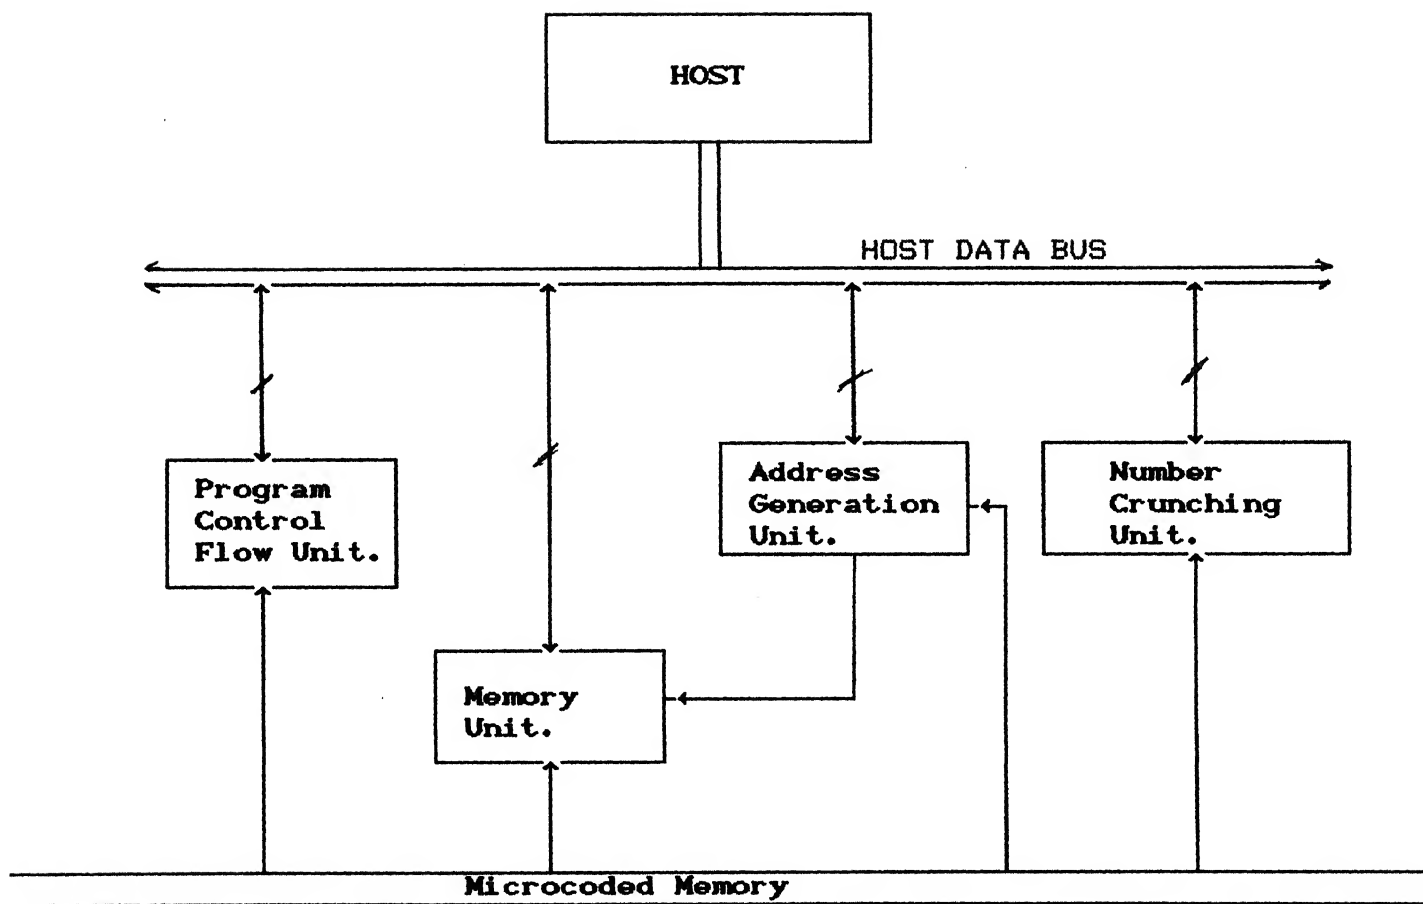 HOST
HOST DATA BUS
Program
Control
Flow Unit.
Address
Generation
Unit.
Number
Crunching
Unit.
Memory
Unit.
Microcoded Memory